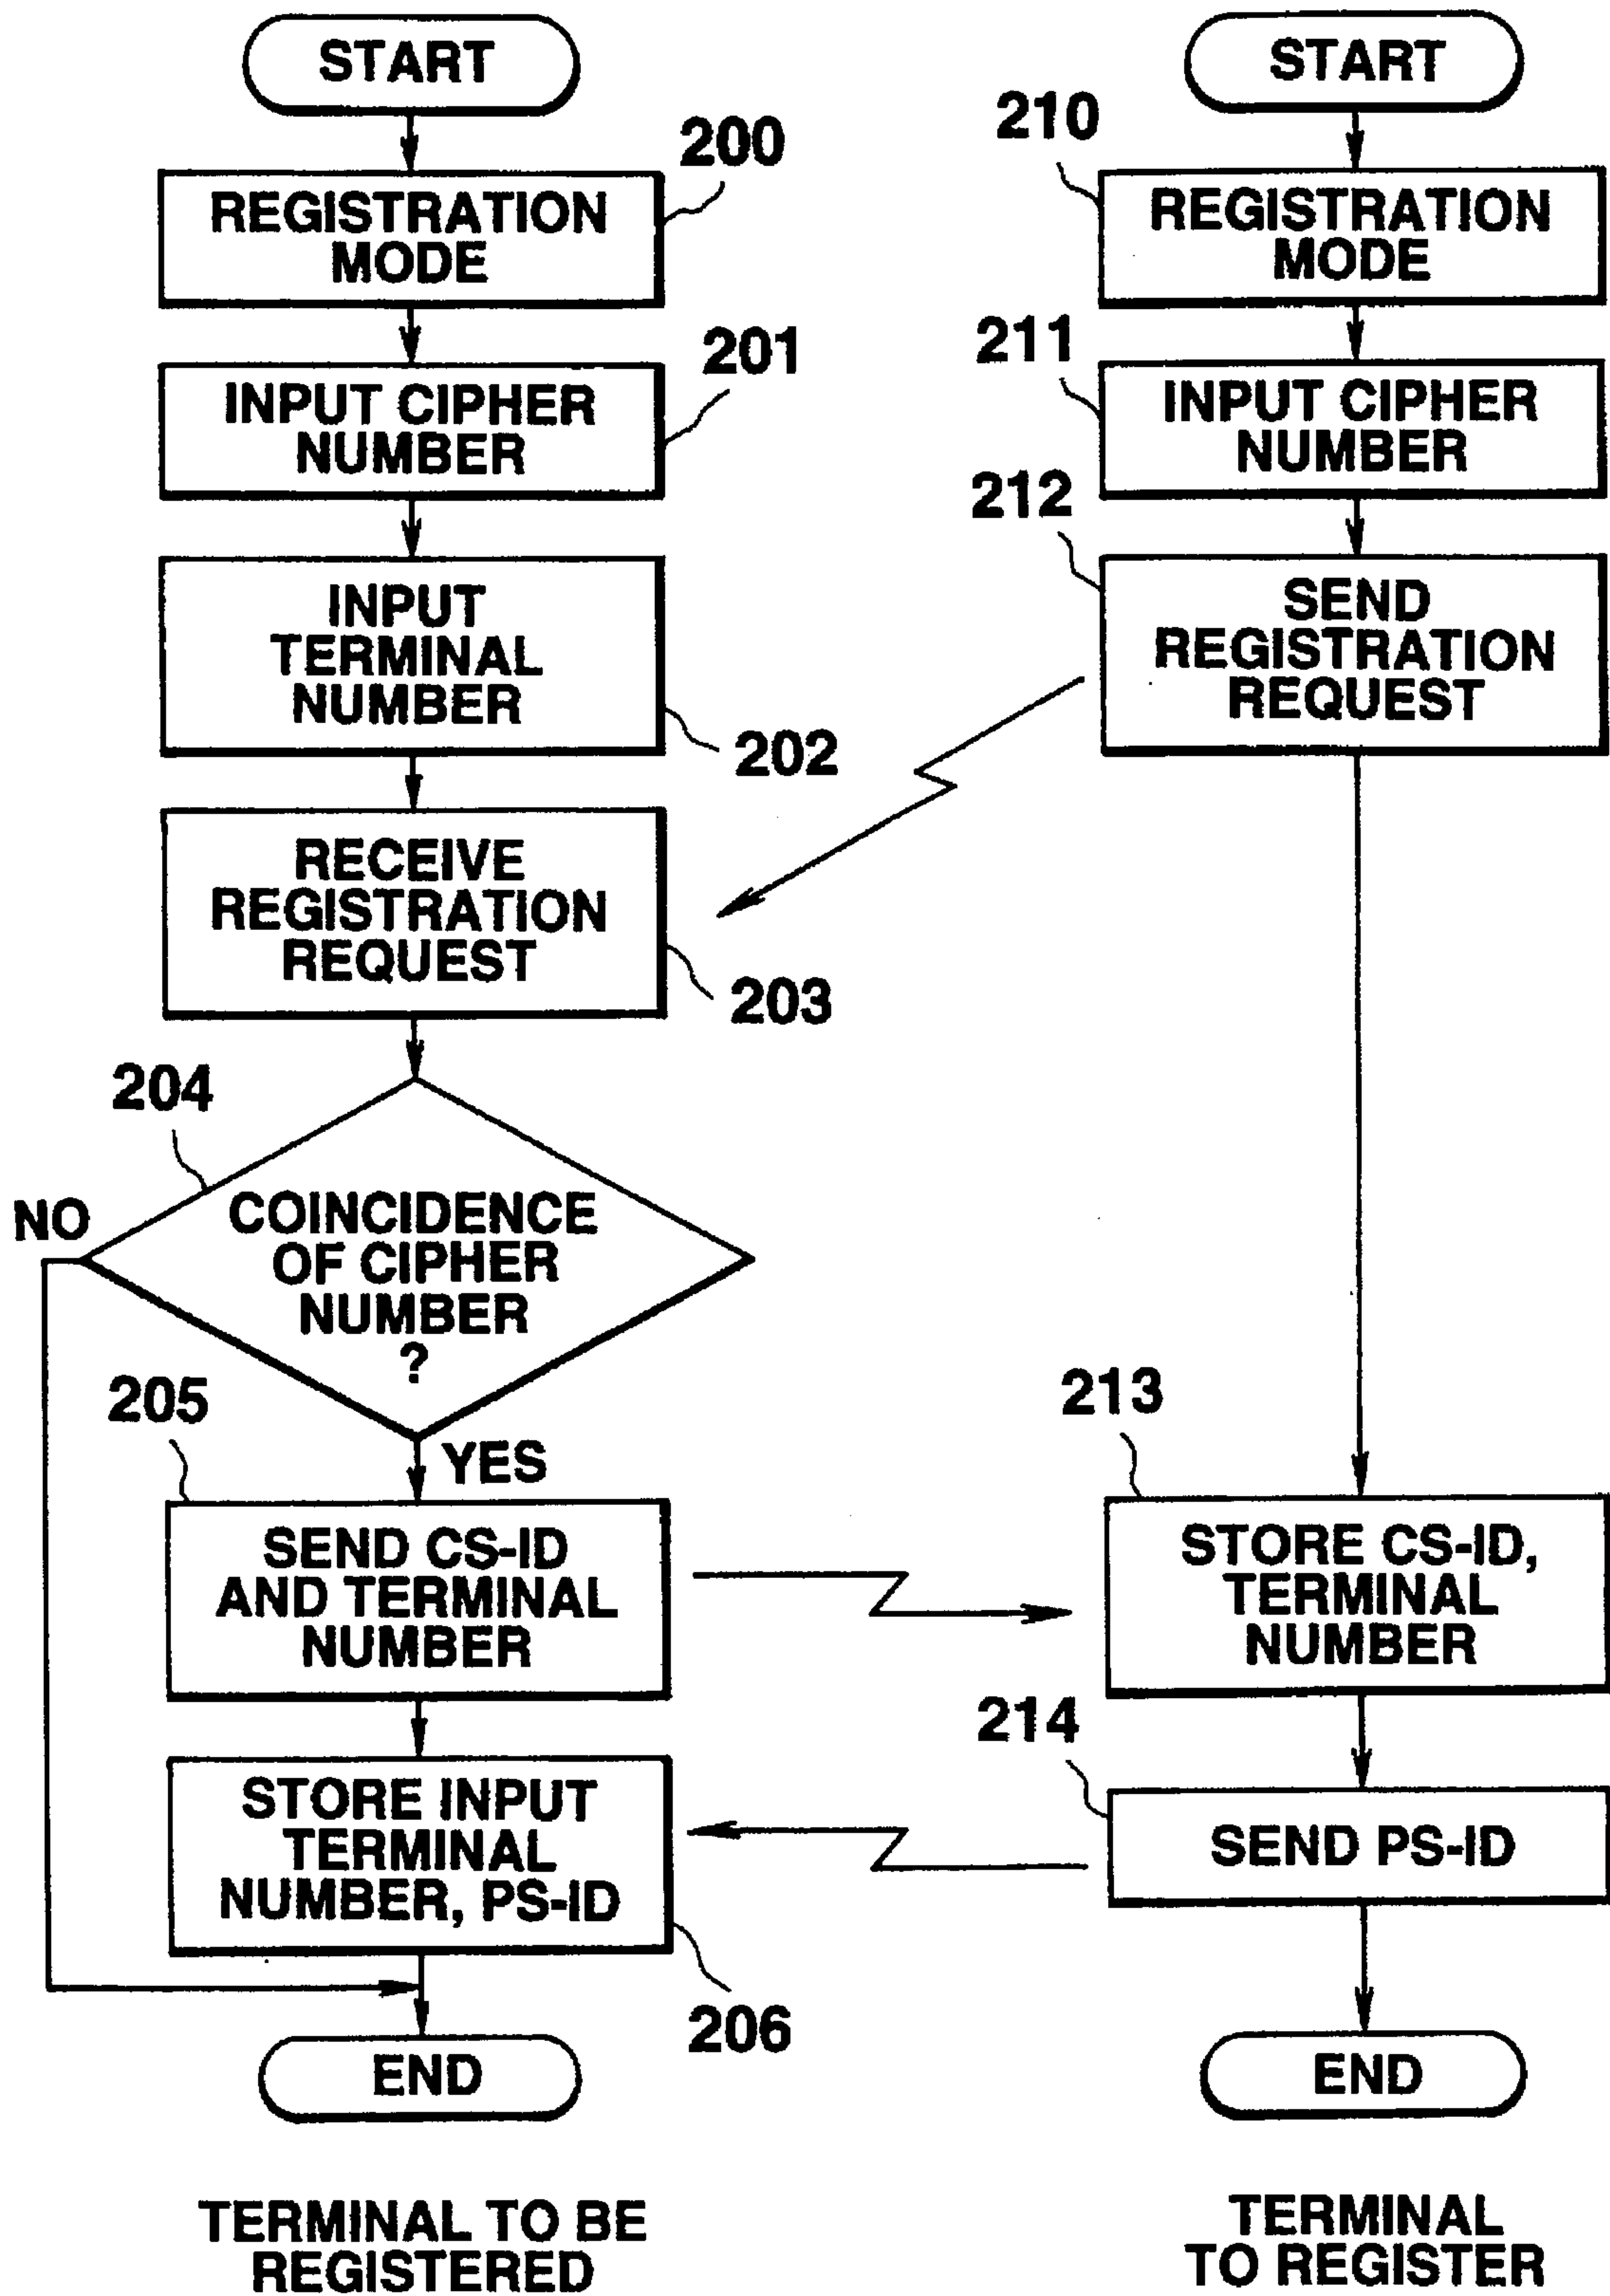 START
200
REGISTRATION
MODE
201
INPUT CIPHER
NUMBER
INPUT
TERMINAL
NUMBER
202
RECEIVE
REGISTRATION
REQUEST
203
204
NO
COINCIDENCE
OF CIPHER
NUMBER
?
205
YES
SEND CS-ID
AND TERMINAL
NUMBER
STORE INPUT
TERMINAL
NUMBER, PS-ID
206
END
TERMINAL TO BE
REGISTERED
START
210
REGISTRATION
MODE
211
INPUT CIPHER
NUMBER
212
SEND
REGISTRATION
REQUEST
213
STORE CS-ID,
TERMINAL
NUMBER
214
SEND PS-ID
END
TERMINAL
TO REGISTER